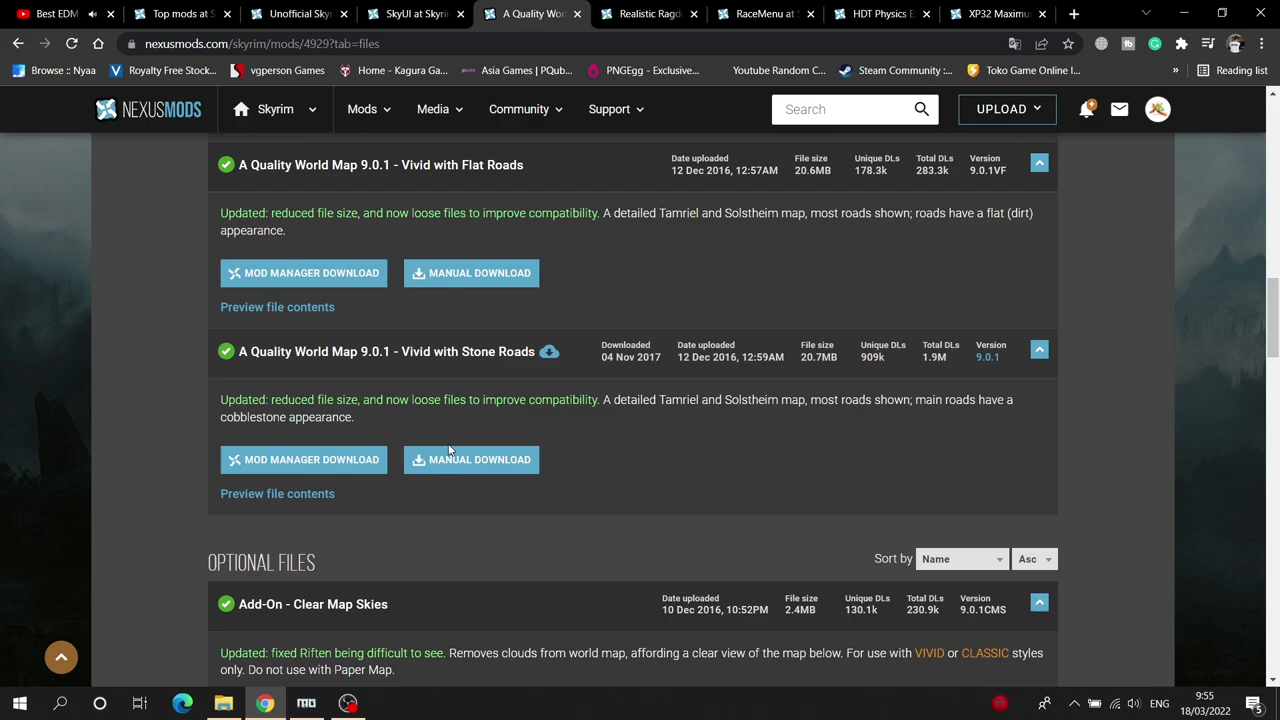 Best EDM
Top mods at S
Unofficial Sky
SkyUI at Skyrim
A Quality Worl
Realistic Ragd
RaceMenu at S
HDT Physics E
XP32 Maximu
nexusmods.com/skyrim/mods/4929?tab=files
Browse :: Nyaa
Royalty Free Stock...
vgperson Games
Home - Kagura Ga...
Asia Games | PQub...
PNGEgg - Exclusive...
Youtube Random C...
Steam Community :...
Toko Game Online I...
»
Reading list
NEXUSMODS
Skyrim
Mods
Media
Community
Support
Search
UPLOAD
A Quality World Map 9.0.1 - Vivid with Flat Roads
Date uploaded
12 Dec 2016, 12:57AM
File size
20.6MB
Unique DLs
178.3k
Total DLs
283.3k
Version
9.0.1VF
Updated: reduced file size, and now loose files to improve compatibility. A detailed Tamriel and Solstheim map, most roads shown; roads have a flat (dirt)
appearance.
MOD MANAGER DOWNLOAD
MANUAL DOWNLOAD
Preview file contents
A Quality World Map 9.0.1 - Vivid with Stone Roads
Downloaded
04 Nov 2017
Date uploaded
12 Dec 2016, 12:59AM
File size
20.7MB
Unique DLs
909k
Total DLs
1.9M
Version
9.0.1
Updated: reduced file size, and now loose files to improve compatibility. A detailed Tamriel and Solstheim map, most roads shown; main roads have a
cobblestone appearance.
MOD MANAGER DOWNLOAD
MANUAL DOWNLOAD
Preview file contents
OPTIONAL FILES
Sort by
Name
Asc
Add-On - Clear Map Skies
Date uploaded
10 Dec 2016, 10:52PM
File size
2.4MB
Unique DLs
130.1k
Total DLs
230.9k
Version
9.0.1CMS
Updated: fixed Riften being difficult to see. Removes clouds from world map, affording a clear view of the map below. For use with VIVID or CLASSIC styles
only. Do not use with Paper Map.
ENG
9:55
18/03/2022
5